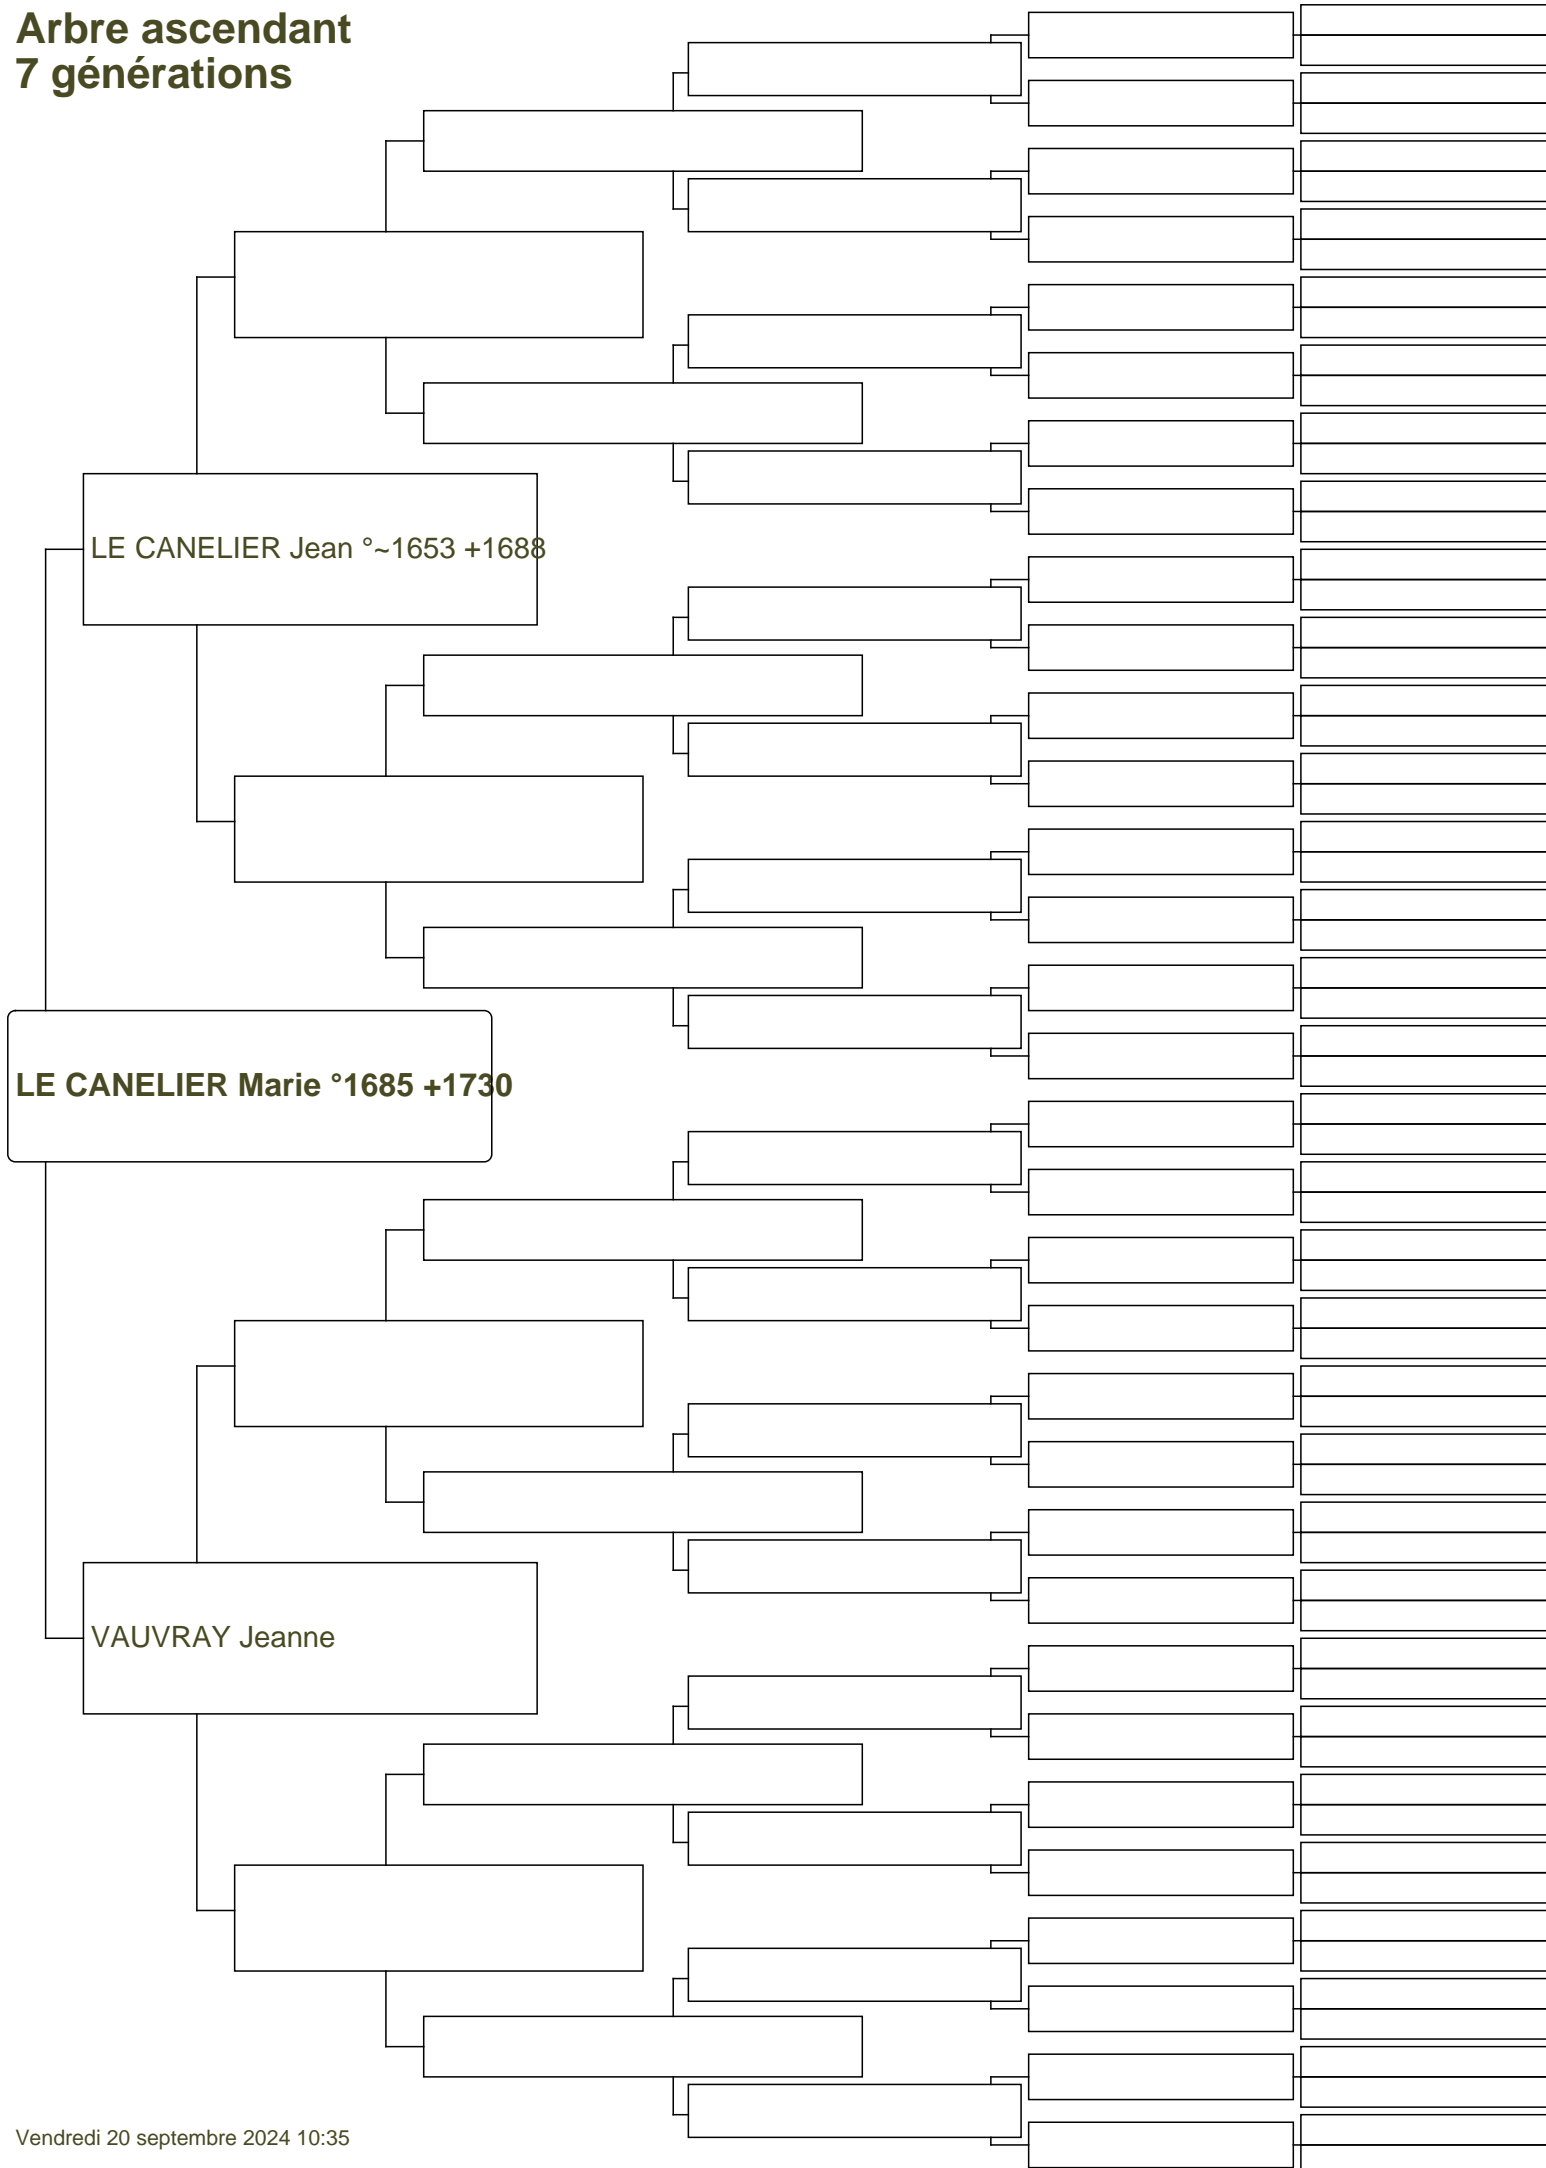 Arbre ascendant
7 générations
LE CANELIER Jean °~1653 +1688
LE CANELIER Marie °1685 +1730
VAUVRAY Jeanne
Vendredi 20 septembre 2024 10:35